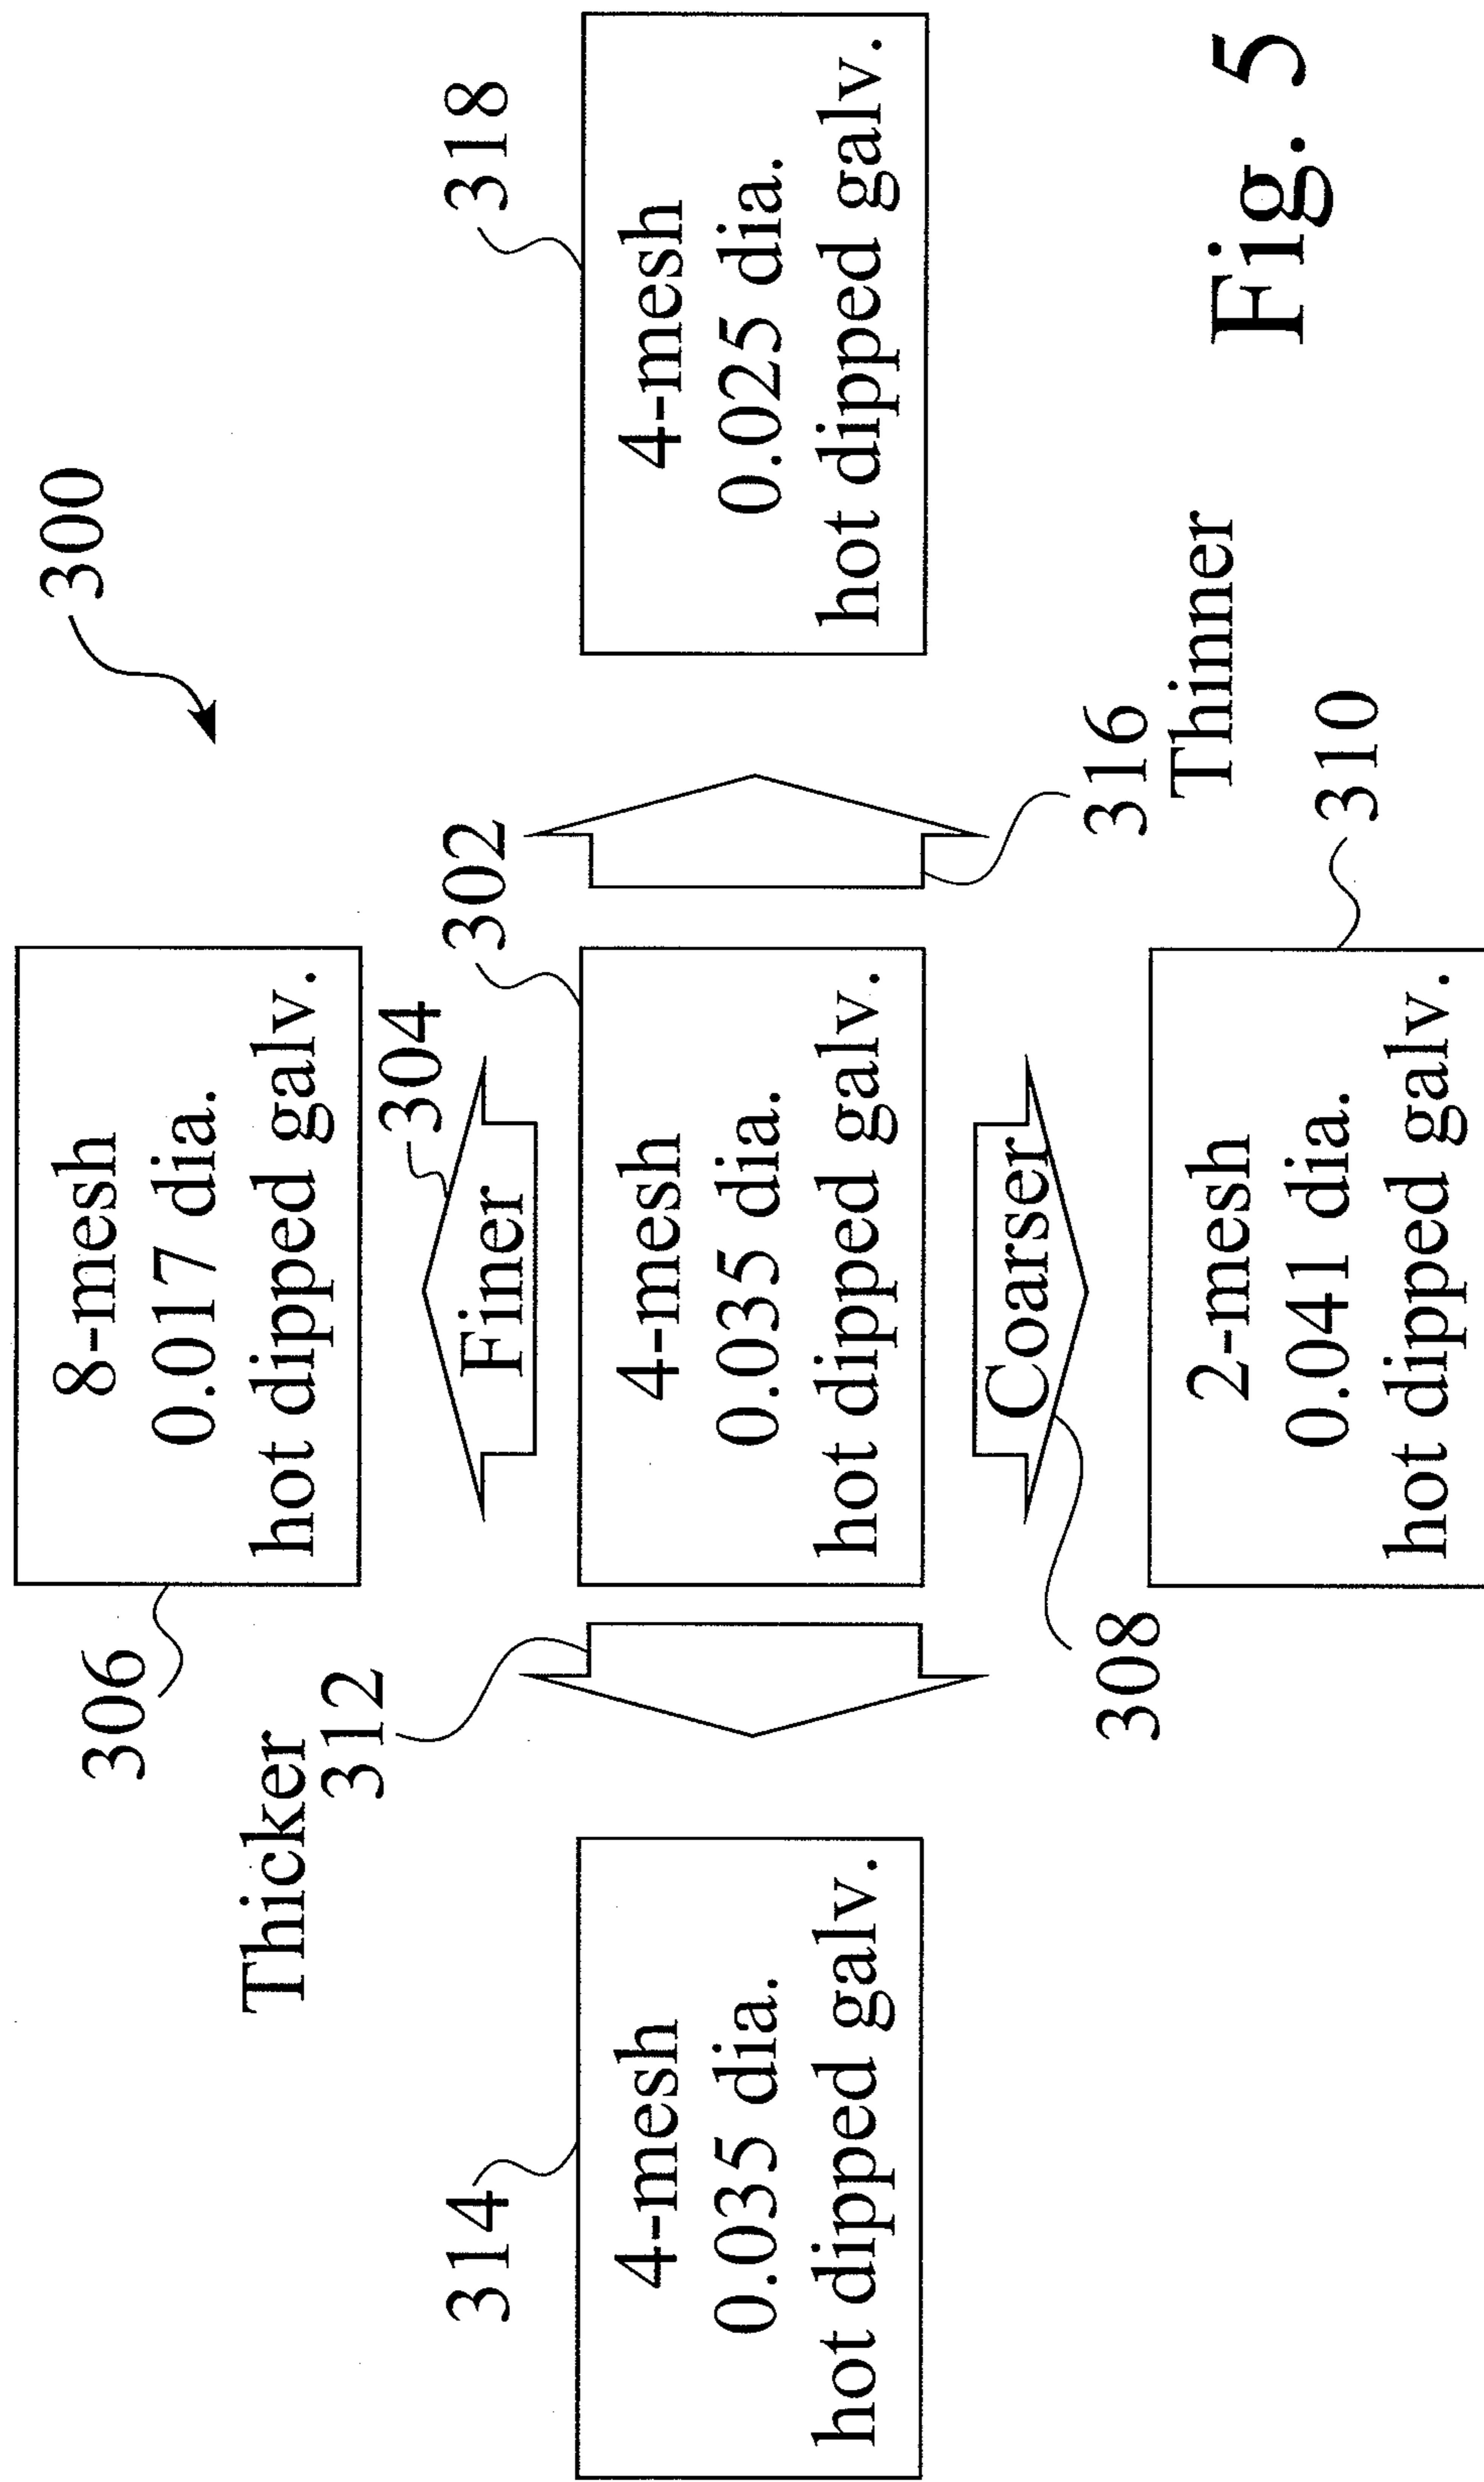 300
8-mesh
0.017 dia.
hot dipped galv.
306
304
Finer
Thicker
312
302
318
314
4-mesh
0.035 dia.
hot dipped galv.
4-mesh
0.035 dia.
hot dipped galv.
4-mesh
0.025 dia.
hot dipped galv.
Coarser
308
316
Thinner
2-mesh
0.041 dia.
hot dipped galv.
310
Fig. 5